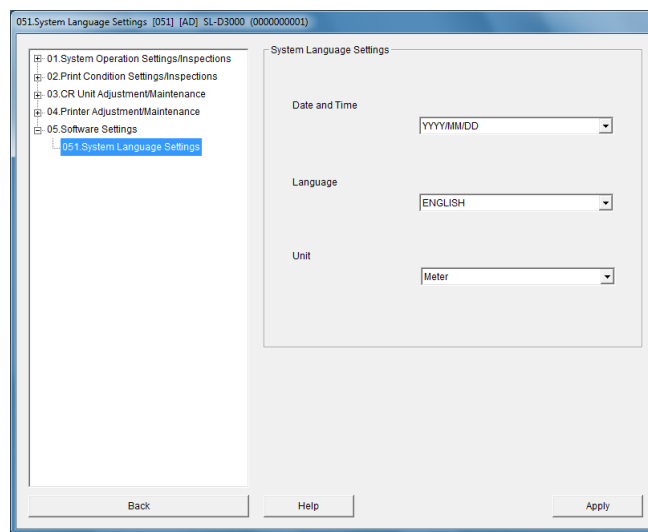 051.System Language Settings [051] [AD] SL-D3000 (0000000001)
01.System Operation Settings/Inspections
02.Print Condition Settings/Inspections
03.CR Unit Adjustment/Maintenance
04.Printer Adjustment/Maintenance
05.Software Settings
051.System Language Settings
System Language Settings
Date and Time
YYYY/MM/DD
Language
ENGLISH
Unit
Meter
Back
Help
Apply